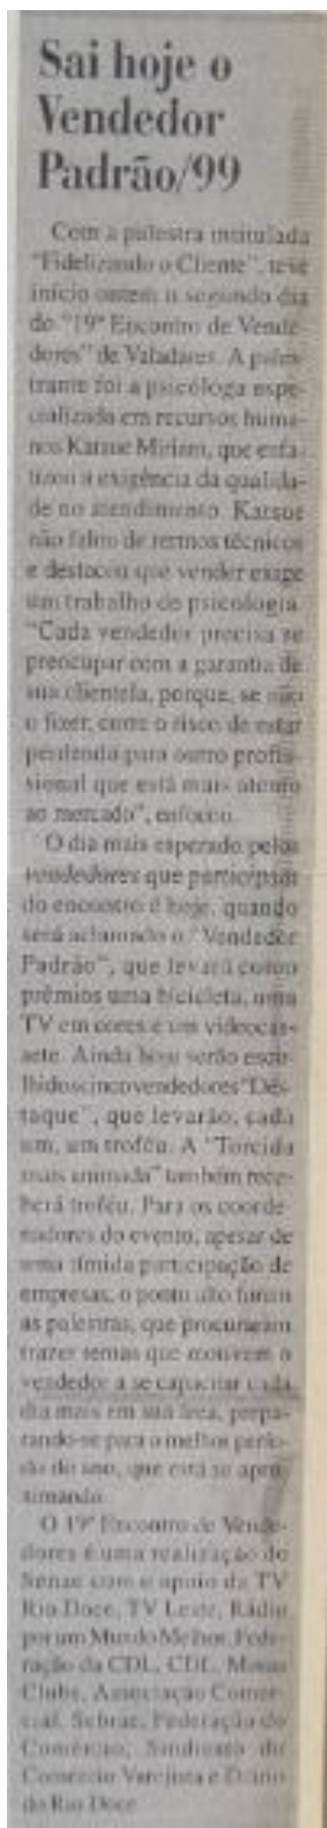 Sai hoje o
Vendedor
Padrão/99
Com a palestra intitulada
"Fidelizando o Cliente", teve
início ontem o segundo dia
do "19º Encontro de Vende-
dores" de Valadares. A pales-
trante foi a psicóloga espe-
cializada em recursos huma-
nos Katsue Miriam, que enfa-
tizou a exigência da qualida-
de no atendimento. Katsue
não falou de termos técnicos
e destacou que vender exige
um trabalho de psicologia.
"Cada vendedor precisa se
preocupar com a garantia de
sua clientela, porque, se não
o fizer, corre o risco de estar
perdendo para outro profis-
sional que está mais atento
ao mercado", enfocou.
O dia mais esperado pelos
vendedores que participam
do encontro é hoje, quando
será aclamado o "Vendedor
Padrão", que levará como
prêmios uma bicicleta, uma
TV em cores e um videocas-
sete. Ainda hoje serão esco-
lhidos cinco vendedores "Des-
taque", que levarão, cada
um, um troféu. A "Torcida
mais animada" também rece-
berá troféu. Para os coorde-
nadores do evento, apesar de
uma tímida participação de
empresas, o ponto alto foram
as palestras, que procuraram
trazer temas que motivem o
vendedor a se capacitar cada
dia mais em sua área, prepa-
rando-se para o melhor perío-
do do ano, que está se apro-
ximando.
O 19º Encontro de Vende-
dores é uma realização do
Senac com o apoio da TV
Rio Doce, TV Leste, Rádio
por um Mundo Melhor, Fede-
ração da CDL, CDL, Minas
Clube, Associação Comer-
cial, Sebrae, Federação do
Comércio, Sindicato do
Comércio Varejista e Diário
do Rio Doce.